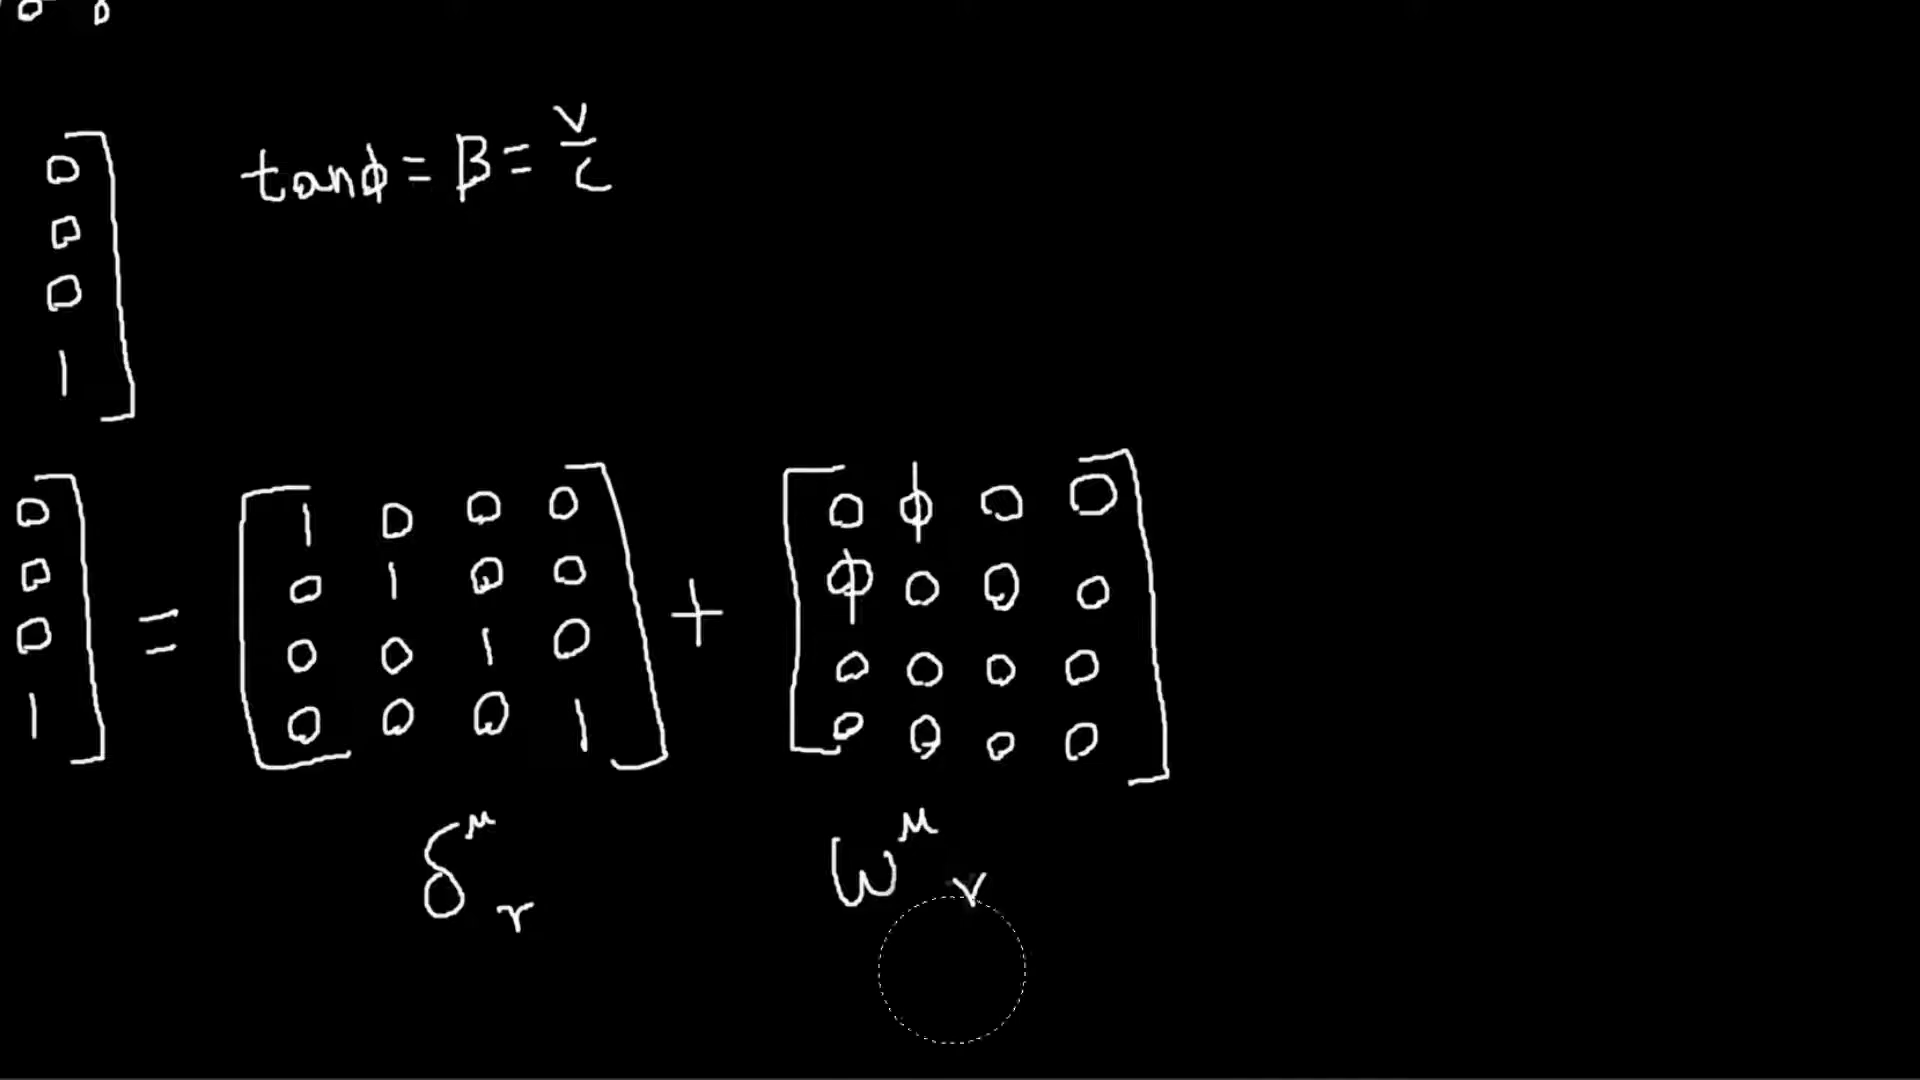 0 0
tanφ = β = v/c
0
0
0
1
0 1 0 0 0 0 φ 0 0
0 0 1 0 0 φ 0 0 0
0 = 0 0 1 0 + 0 0 0 0
1 0 0 0 1 0 0 0 0
δ^μ_ν ω^μ_ν